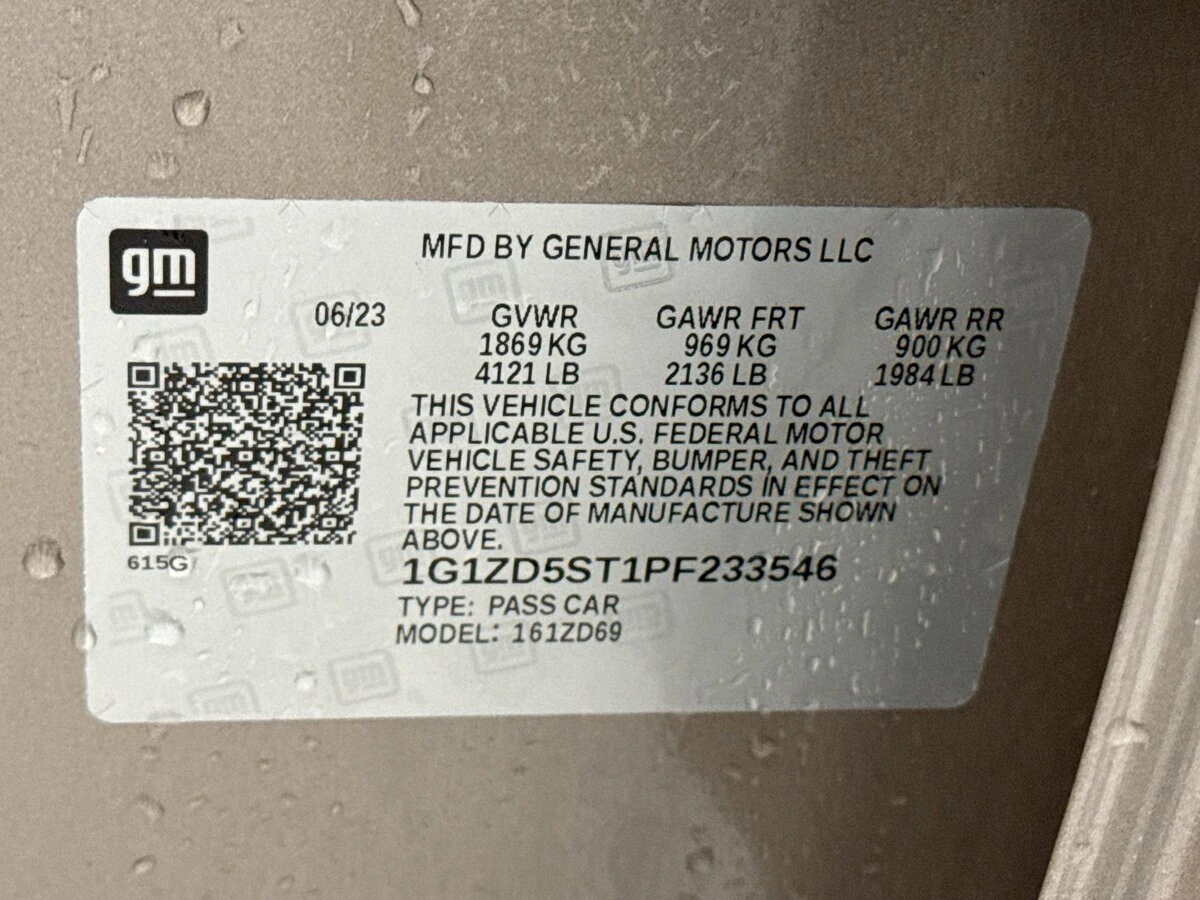 gm
MFD BY GENERAL MOTORS LLC
06/23 GVWR GAWR FRT GAWR RR
1869 KG 969 KG 900 KG
4121 LB 2136 LB 1984 LB
THIS VEHICLE CONFORMS TO ALL
APPLICABLE U.S. FEDERAL MOTOR
VEHICLE SAFETY, BUMPER, AND THEFT
PREVENTION STANDARDS IN EFFECT ON
THE DATE OF MANUFACTURE SHOWN
ABOVE.
615G
1G1ZD5ST1PF233546
TYPE: PASS CAR
MODEL: 161ZD69